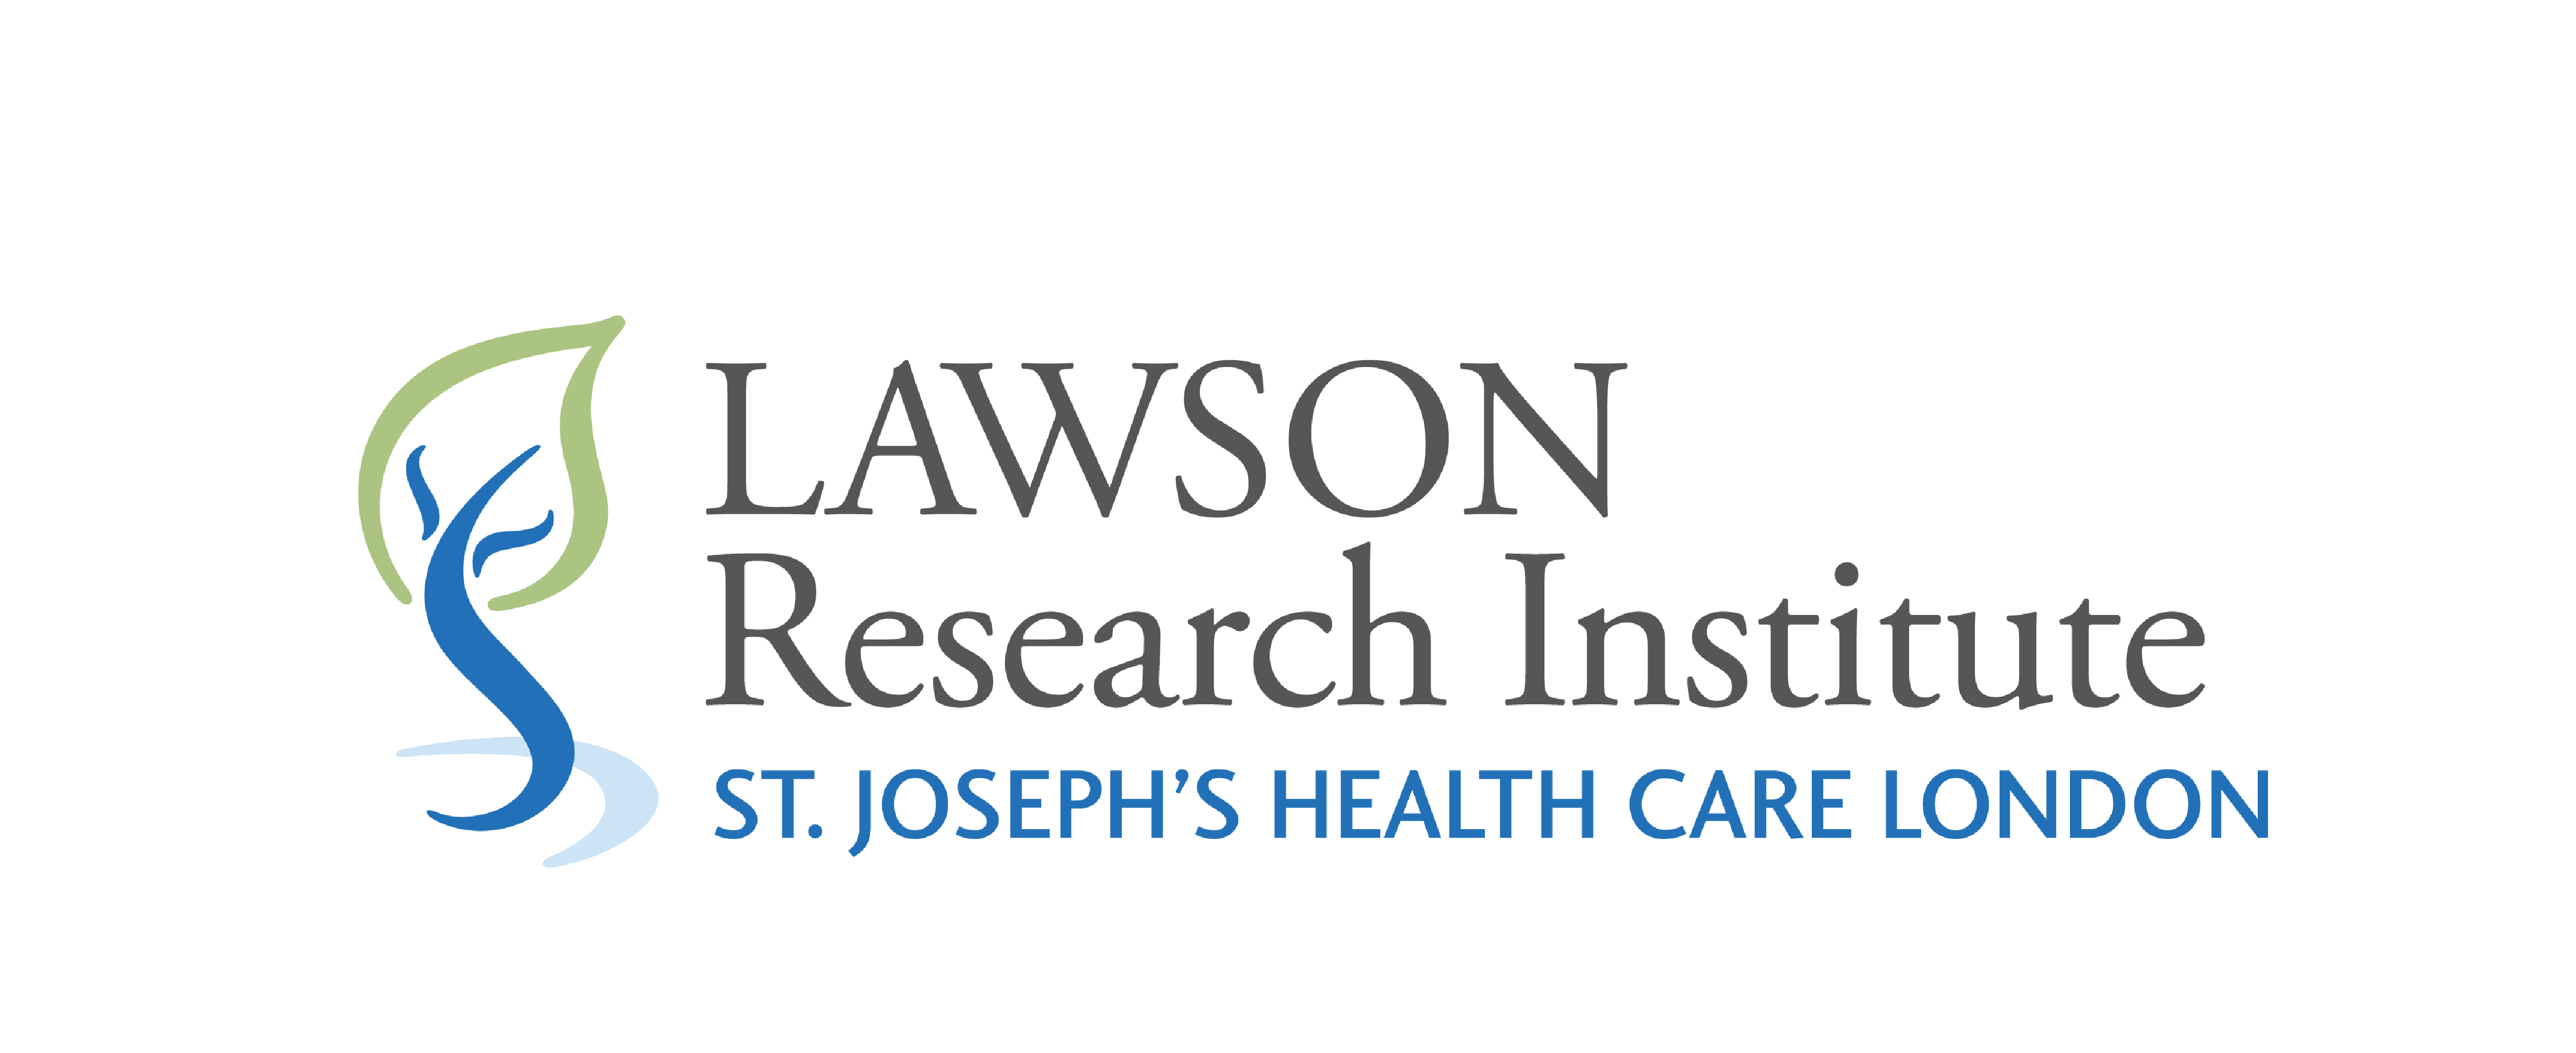 LAWSON
Research Institute
ST. JOSEPH’S HEALTH CARE LONDON